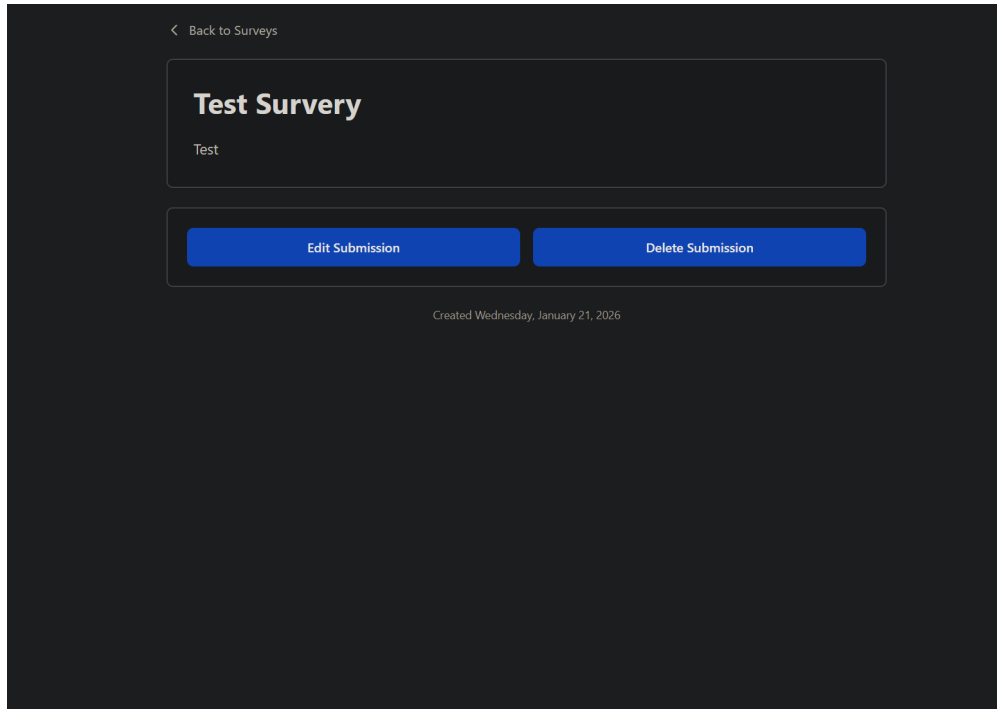 Back to Surveys
Test Survery
Test
Edit Submission
Delete Submission
Created Wednesday, January 21, 2026